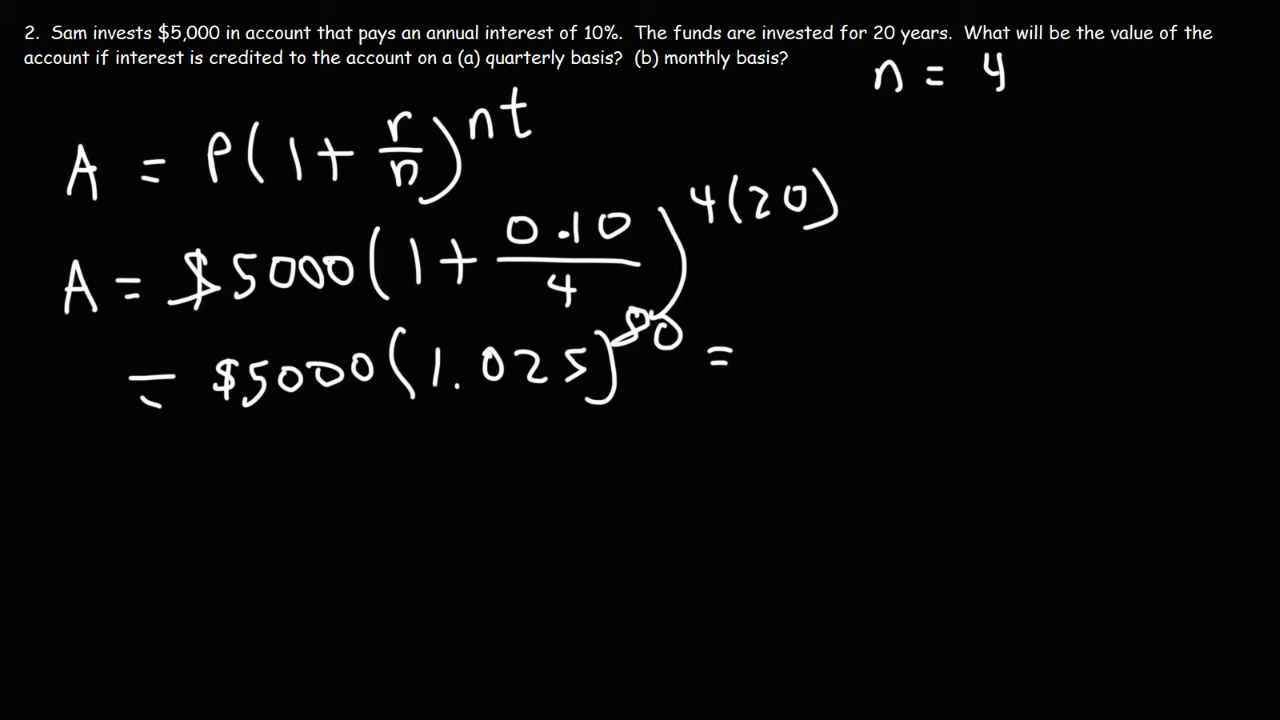 2. Sam invests $5,000 in account that pays an annual interest of 10%. The funds are invested for 20 years. What will be the value of the
account if interest is credited to the account on a (a) quarterly basis? (b) monthly basis?
n = 4
A = P(1 + r/n)^nt
A = $5000(1 + 0.10/4)^4(20)
= $5000(1.025)^80 =